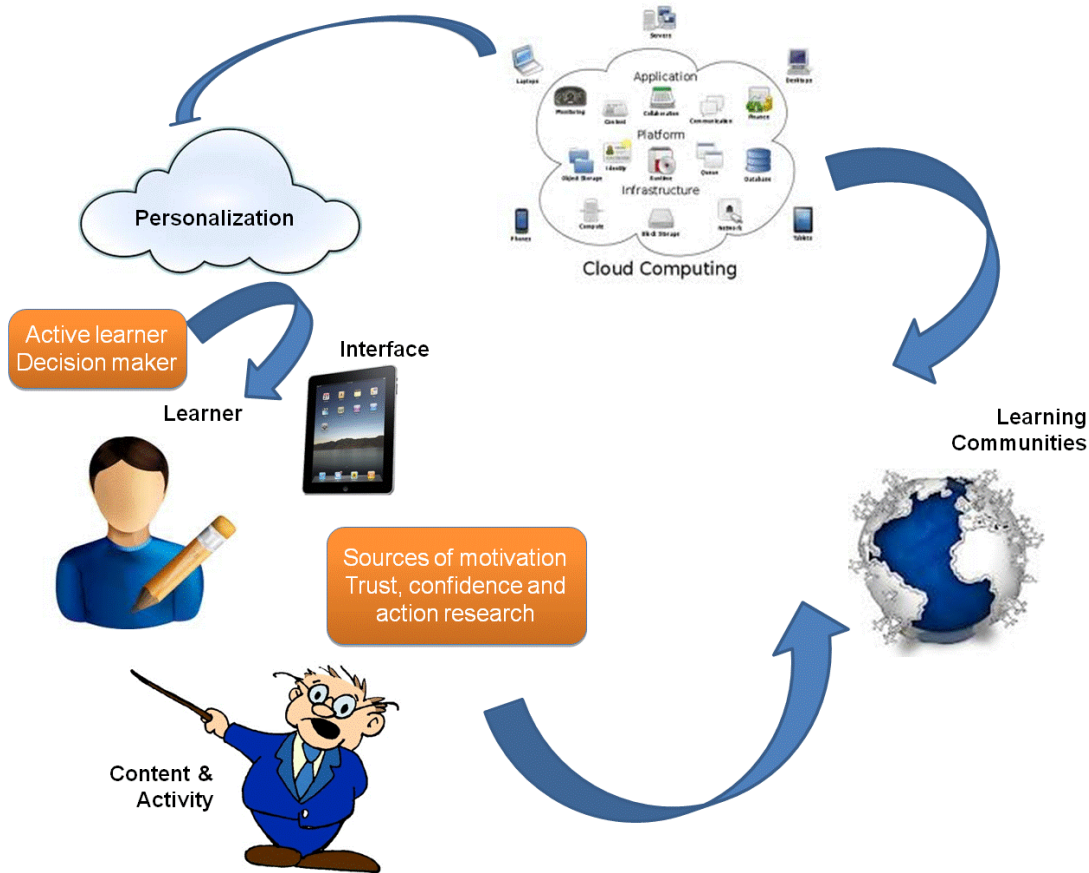 Servers
Laptops
Desktops
Application
Monitoring
Content
Collaboration
Communication
Finance
Platform
Object Storage
Identity
Runtime
Queue
Database
Infrastructure
Phones
Compute
Block Storage
Network
Tablets
Cloud Computing
Personalization
Active learner
Decision maker
Interface
Learner
Learning
Communities
Sources of motivation
Trust, confidence and
action research
Content &
Activity